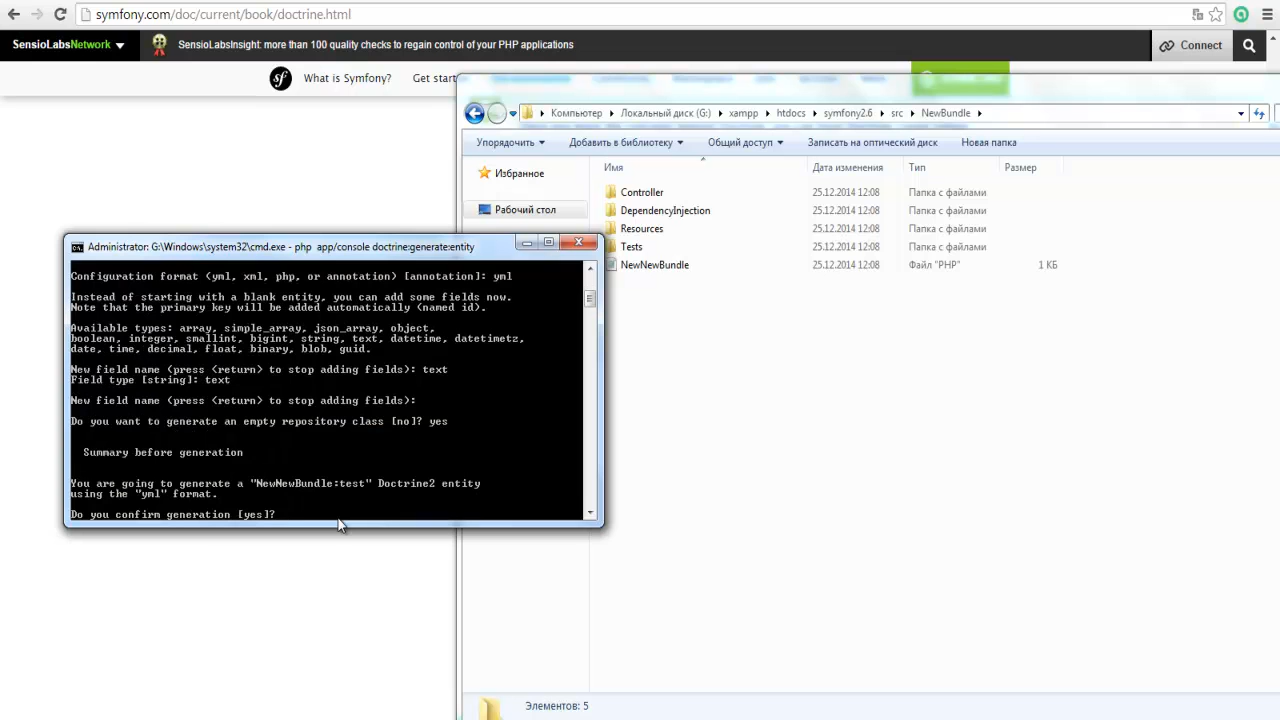 symfony.com/doc/current/book/doctrine.html
SensioLabsNetwork
SensioLabsInsight: more than 100 quality checks to regain control of your PHP applications
Connect
sf
What is Symfony?
Get star
Компьютер
Локальный диск (G:)
xampp
htdocs
symfony2.6
src
NewBundle
Упорядочить
Добавить в библиотеку
Общий доступ
Записать на оптический диск
Новая папка
Имя
Дата изменения
Тип
Размер
Избранное
Рабочий стол
Controller 25.12.2014 12:08 Папка с файлами
DependencyInjection 25.12.2014 12:08 Папка с файлами
Resources 25.12.2014 12:08 Папка с файлами
Tests 25.12.2014 12:08 Папка с файлами
NewNewBundle 25.12.2014 12:08 Файл "PHP" 1 КБ
Элементов: 5
Administrator: G:\Windows\system32\cmd.exe - php app/console doctrine:generate:entity
Configuration format (yml, xml, php, or annotation) [annotation]: yml
Instead of starting with a blank entity, you can add some fields now.
Note that the primary key will be added automatically (named id).
Available types: array, simple_array, json_array, object,
boolean, integer, smallint, bigint, string, text, datetime, datetimetz,
date, time, decimal, float, binary, blob, guid.
New field name (press <return> to stop adding fields): text
Field type [string]: text
New field name (press <return> to stop adding fields):
Do you want to generate an empty repository class [no]? yes
Summary before generation
You are going to generate a "NewNewBundle:test" Doctrine2 entity
using the "yml" format.
Do you confirm generation [yes]?